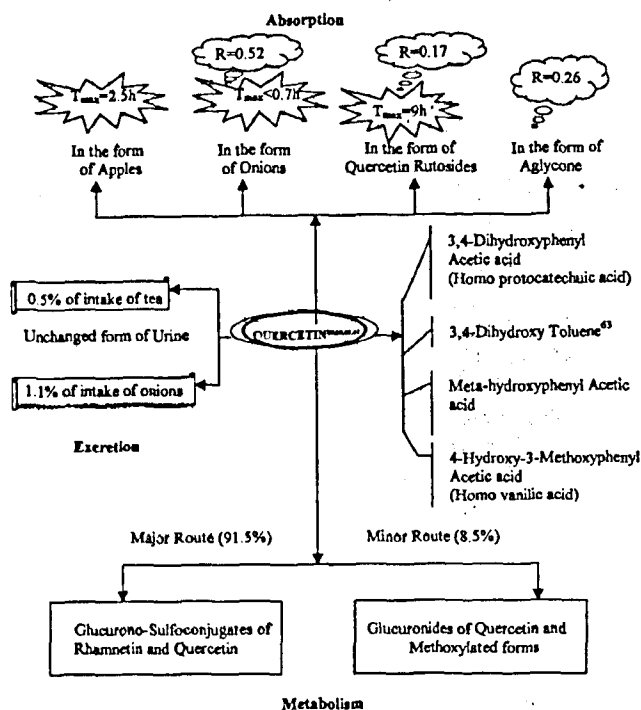 Absorption
R=0.52
R=0.17
R=0.26
Tmax=2.5h
Tmax<0.7h
Tmax=9h
In the form
of Apples
In the form
of Onions
In the form of
Quercetin Rutosides
In the form of
Aglycone
3,4-Dihydroxyphenyl
Acetic acid
(Homo protocatechuic acid)
0.5% of intake of tea
Unchanged form of Urine
QUERCETIN
3,4-Dihydroxy Toluene63
1.1% of intake of onions
Meta-hydroxyphenyl Acetic
acid
Excretion
4-Hydroxy-3-Methoxyphenyl
Acetic acid
(Homo vanilic acid)
Major Route (91.5%)
Minor Route (8.5%)
Glucurono-Sulfoconjugates of
Rhamnetin and Quercetin
Glucuronides of Quercetin and
Methoxylated forms
Metabolism